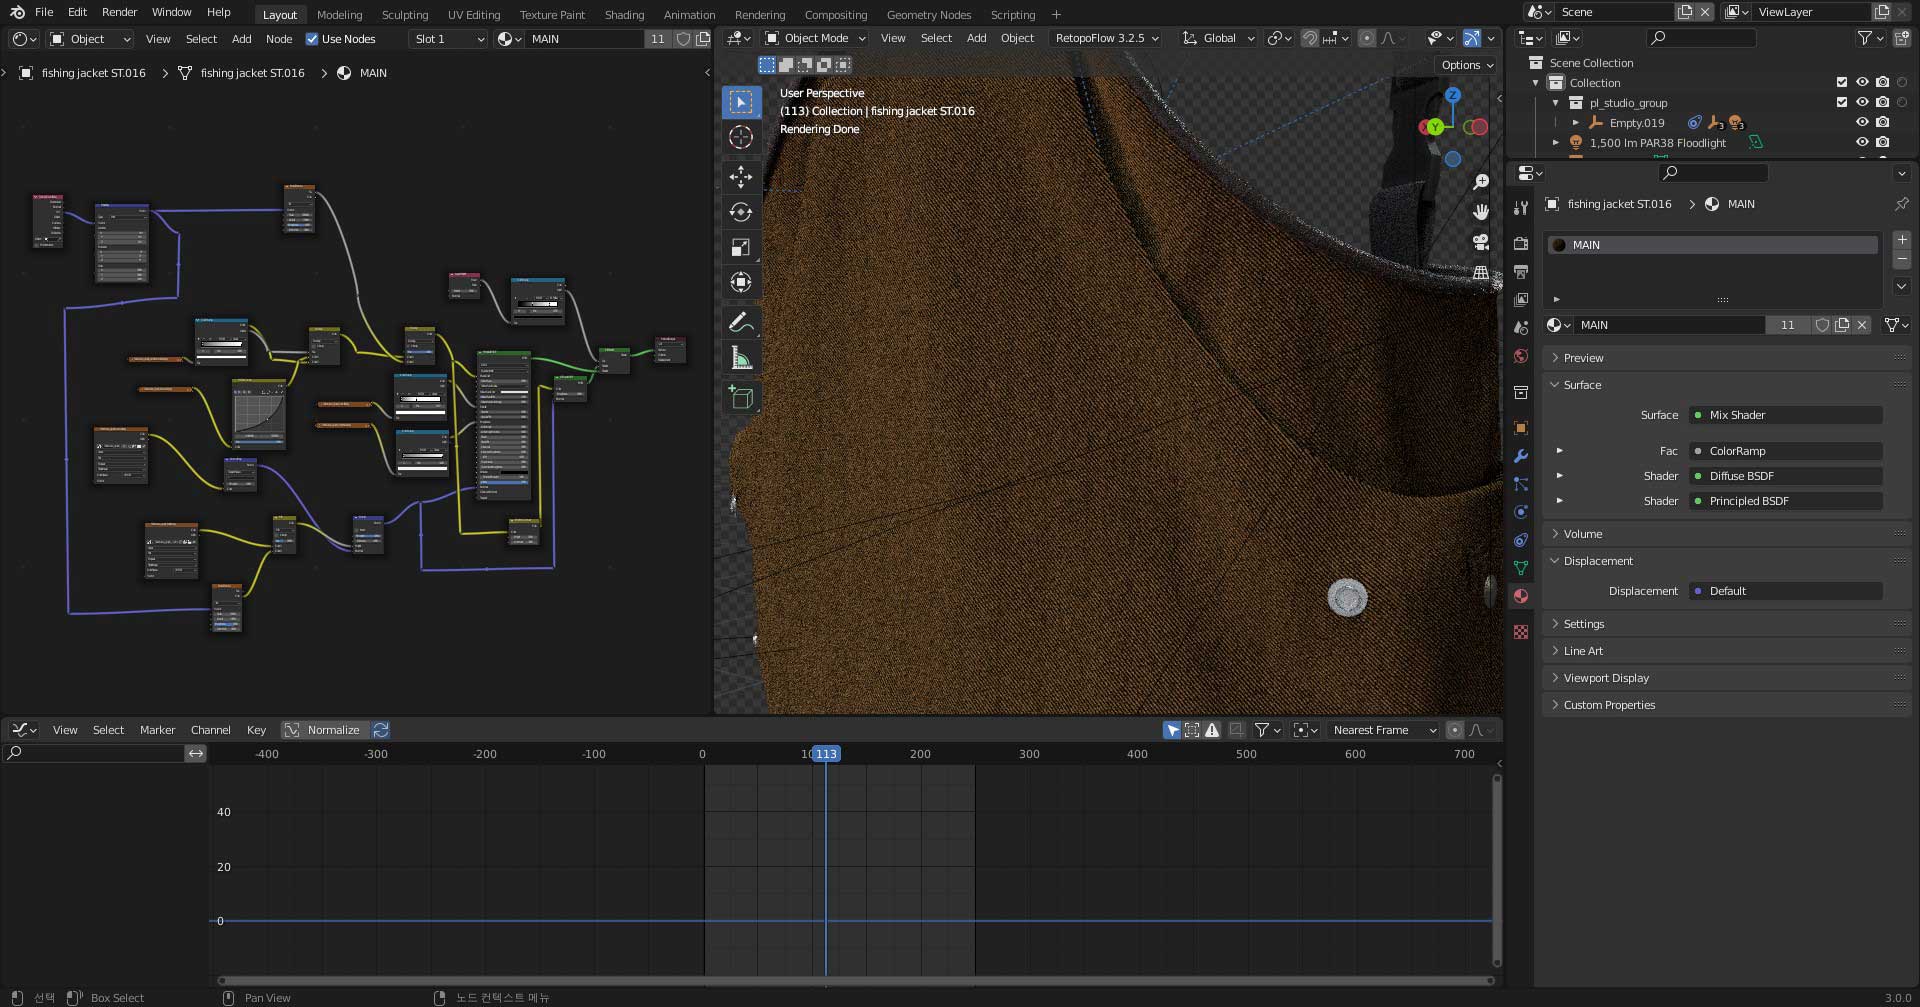 File Edit Render Window Help Layout Modeling Sculpting UV Editing Texture Paint Shading Animation Rendering Compositing Geometry Nodes Scripting + Scene ViewLayer
Object View Select Add Node Use Nodes Slot 1 MAIN 11
fishing jacket ST.016 > fishing jacket ST.016 > MAIN
Object Mode View Select Add Object RetopoFlow 3.2.5 Global
Options
User Perspective
(113) Collection | fishing jacket ST.016
Rendering Done
Z
Y
X
Scene Collection
Collection
pl_studio_group
Empty.019 3 3
1,500 lm PAR38 Floodlight
fishing jacket ST.016 > MAIN
MAIN
MAIN 11
Preview
Surface
Surface Mix Shader
Fac ColorRamp
Shader Diffuse BSDF
Shader Principled BSDF
Volume
Displacement
Displacement Default
Settings
Line Art
Viewport Display
Custom Properties
View Select Marker Channel Key Normalize Nearest Frame
-400 -300 -200 -100 0 113 200 300 400 500 600 700
40
20
0
선택 Box Select Pan View 노드 컨텍스트 메뉴 3.0.0